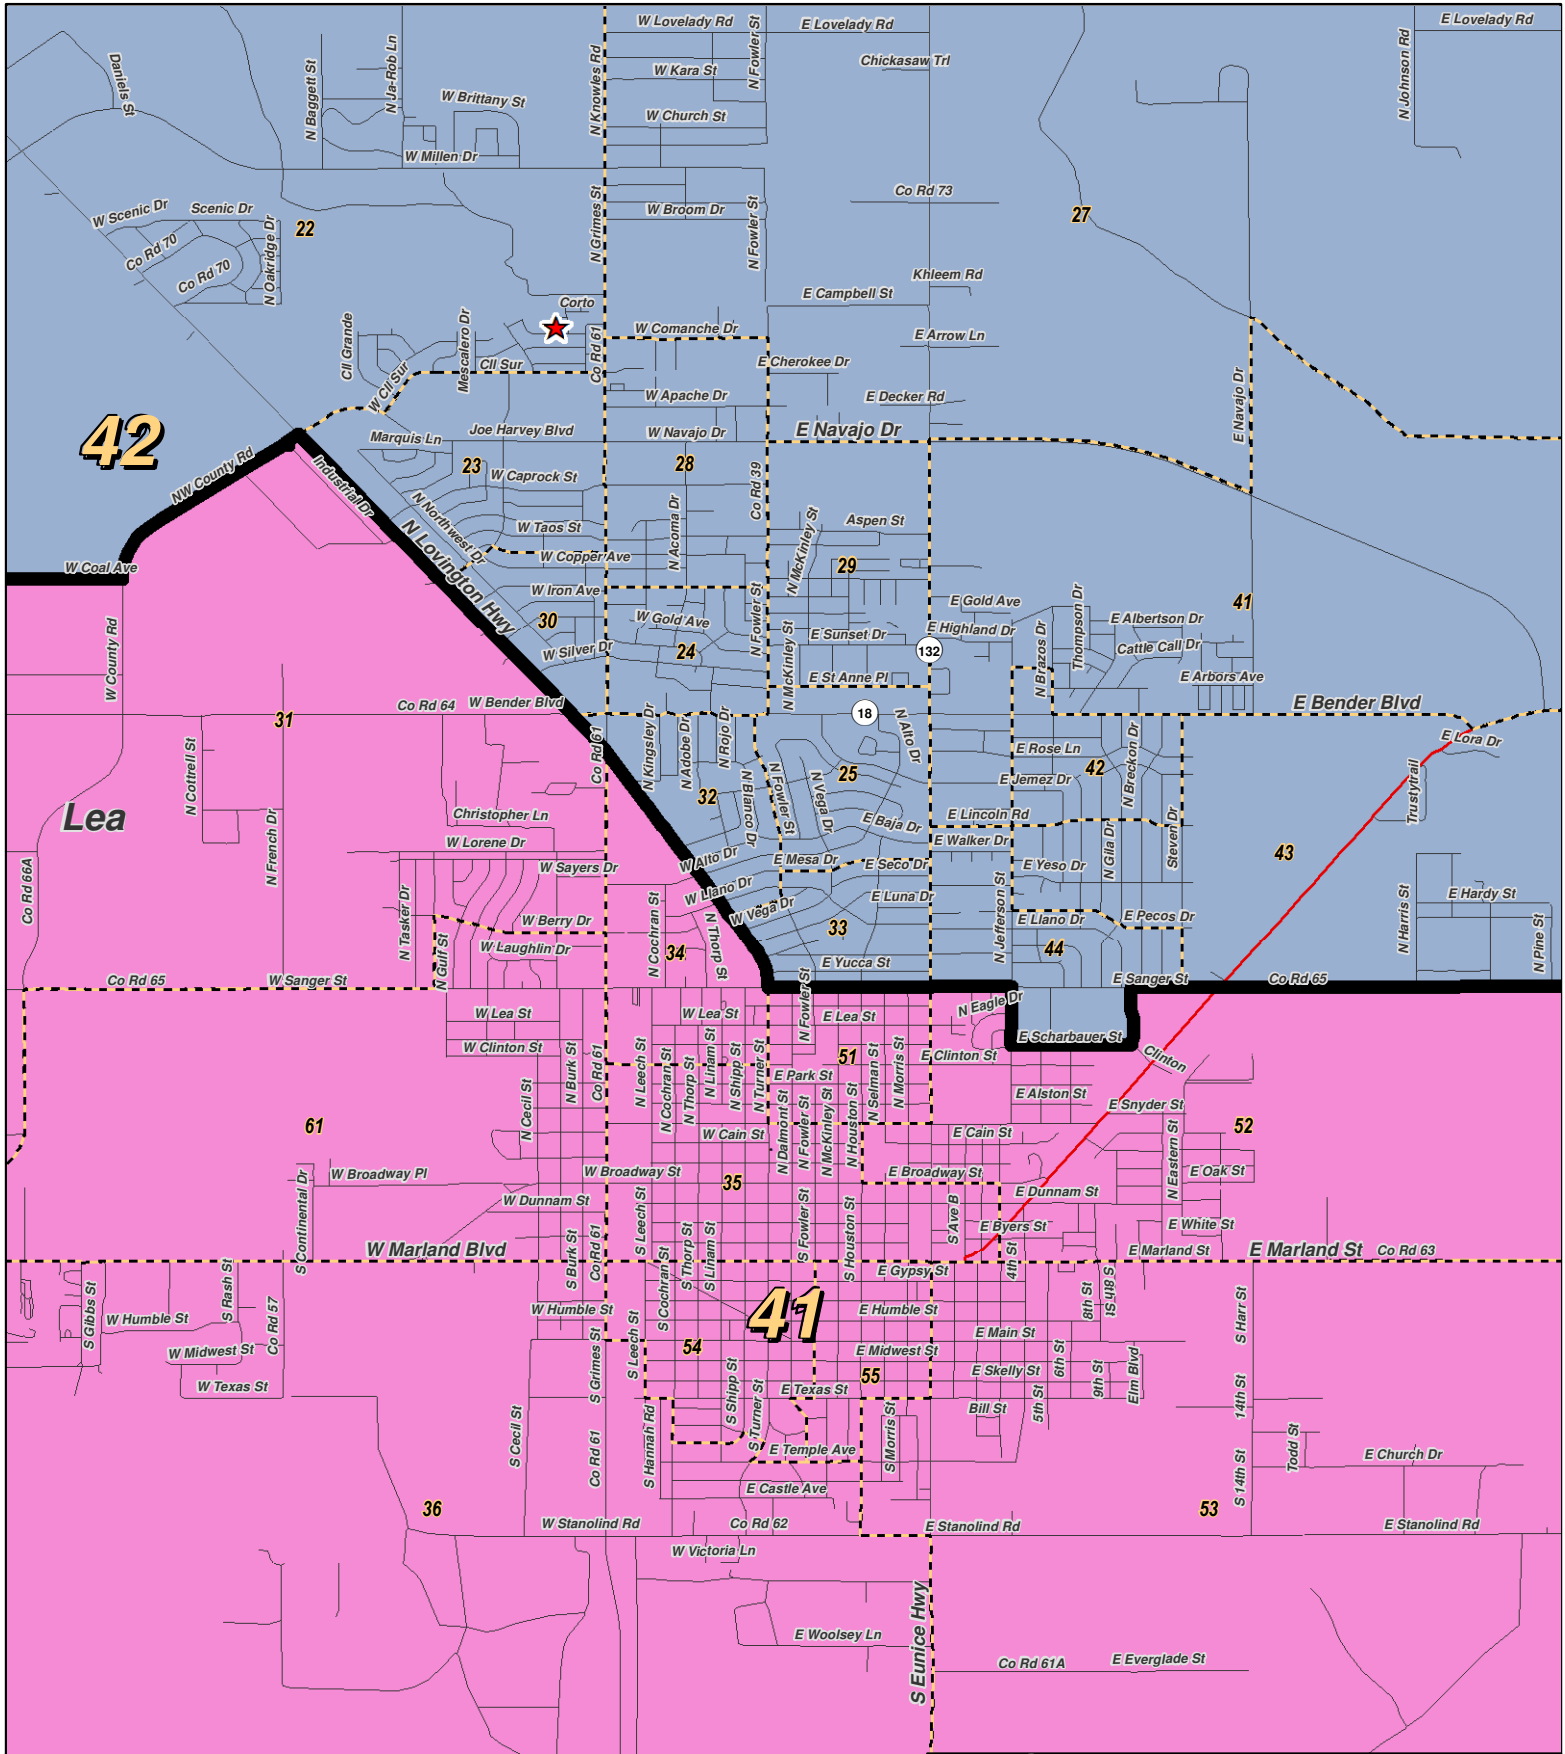 W Lovelady Rd
E Lovelady Rd
E Lovelady Rd
Daniels St
N Baggett St
N Ja-Rob Ln
N Knowles Rd
N Fowler St
Chickasaw Trl
N Johnson Rd
W Kara St
W Brittany St
W Church St
W Millen Dr
W Scenic Dr
Scenic Dr
22
Co Rd 70
Co Rd 70
N Oakridge Dr
N Grimes St
W Broom Dr
N Fowler St
Co Rd 73
27
Khleem Rd
E Campbell St
Corto
Cll Grande
Mescalero Dr
Cll Sur
W Cll Sur
Co Rd 61
W Comanche Dr
E Arrow Ln
E Cherokee Dr
W Apache Dr
E Decker Rd
N Navajo Dr
E Navajo Dr
42
NW County Rd
Industrial Dr
Marquis Ln
Joe Harvey Blvd
W Navajo Dr
E Navajo Dr
23
W Caprock St
28
Co Rd 39
N Northwest Dr
N Lovington Hwy
W Taos St
N Acoma Dr
N McKinley St
Aspen St
W Coal Ave
W Copper Ave
29
W Iron Ave
30
W Gold Ave
24
N Fowler St
N McKinley St
E Gold Ave
E Sunset Dr
E Highland Dr
132
N Brazos Dr
Thompson Dr
E Albertson Dr
Cattle Call Dr
41
W County Rd
W Silver Dr
E St Anne Pl
E Arbors Ave
31
Co Rd 64
W Bender Blvd
18
N Alto Dr
E Bender Blvd
E Lora Dr
N Cottrell St
Co Rd 61
N Kingsley Dr
N Adobe Dr
N Rojo Dr
E Rose Ln
E Jemez Dr
42
N Breckon Dr
Lea
N French Dr
Christopher Ln
32
N Blanco Dr
N Fowler St
N Vega Dr
25
E Baja Dr
E Lincoln Rd
Trustytrail
W Lorene Dr
W Alto Dr
E Mesa Dr
E Seco Dr
E Walker Dr
N Gila Dr
Steven Dr
43
Co Rd 66A
W Sayers Dr
W Llano Dr
E Yeso Dr
N Tasker Dr
N Cochran St
W Vega Dr
E Luna Dr
N Jefferson St
N Harris St
E Hardy St
W Berry Dr
N Thorp St
33
E Llano Dr
E Pecos Dr
N Gulf St
W Laughlin Dr
34
44
N Pine St
Co Rd 65
W Sanger St
E Yucca St
E Sanger St
Co Rd 65
W Lea St
W Lea St
N Fowler St
E Lea St
N Eagle Dr
E Scharbauer St
W Clinton St
N Burk St
Co Rd 61
N Leech St
N Cochran St
N Thorp St
N Linam St
N Shipp St
N Turner St
51
E Park St
N Selman St
N Morris St
E Clinton St
Clinton
N Cecil St
N Dalmont St
N Fowler St
N McKinley St
N Houston St
E Alston St
E Snyder St
61
W Cain St
E Cain St
52
S Continental Dr
W Broadway Pl
W Broadway St
35
E Broadway St
N Eastern St
E Oak St
W Dunnam St
S Leech St
S Ave B
E Dunnam St
S Burk St
Co Rd 61
S Thorp St
S Linam St
S Fowler St
S Houston St
E Byers St
E White St
W Marland Blvd
4th St
E Marland St
E Marland St
Co Rd 63
S Gibbs St
S Rash St
Co Rd 57
S Cochran St
E Gypsy St
8th St
S 8th St
S Harr St
W Humble St
W Humble St
41
E Humble St
E Main St
W Midwest St
S Grimes St
S Leech St
54
E Midwest St
6th St
Elm Blvd
W Texas St
S Shipp St
E Texas St
55
E Skelly St
9th St
S Cecil St
Co Rd 61
S Hannah Rd
S Turner St
E Temple Ave
S Morris St
Bill St
5th St
14th St
Todd St
E Church Dr
36
E Castle Ave
53
S 14th St
W Stanolind Rd
Co Rd 62
E Stanolind Rd
E Stanolind Rd
W Victoria Ln
S Eunice Hwy
E Woolsey Ln
Co Rd 61A
E Everglade St